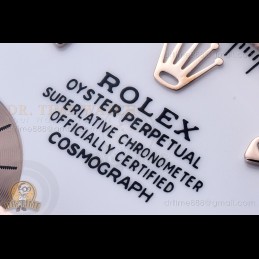 ROLEX
OYSTER PERPETUAL
SUPERLATIVE CHRONOMETER
OFFICIALLY CERTIFIED
COSMOGRAPH